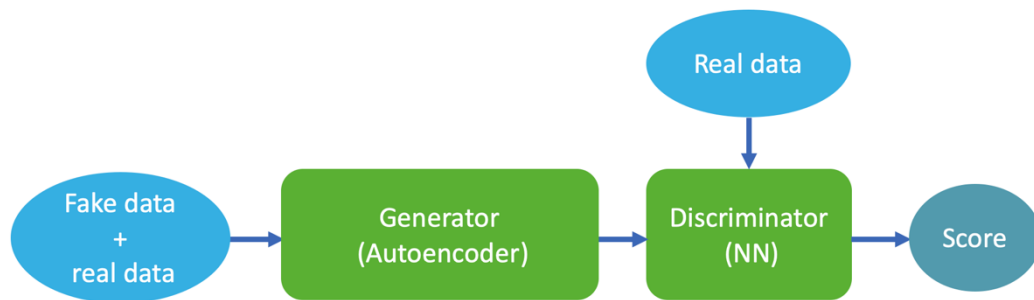 Real data
Fake data
+
real data
Generator
(Autoencoder)
Discriminator
(NN)
Score